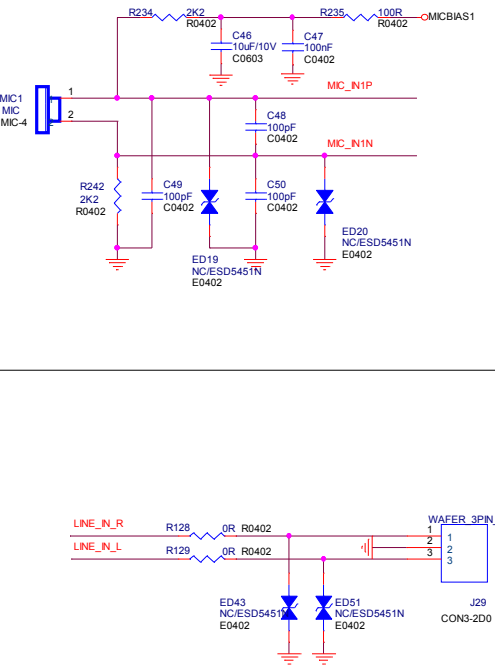 R234 2K2
R0402
R235 100R
R0402
MICBIAS1
C46
10uF/10V
C0603
C47
100nF
C0402
MIC1
MIC
MIC-4
1
2
MIC_IN1P
C48
100pF
C0402
MIC_IN1N
R242
2K2
R0402
C49
100pF
C0402
C50
100pF
C0402
ED20
NC/ESD5451N
E0402
ED19
NC/ESD5451N
E0402
LINE_IN_R
R128 0R R0402
LINE_IN_L
R129 0R R0402
WAFER_3PIN_
1 1
2 2
3 3
J29
CON3-2D0
ED43
NC/ESD5451N
E0402
ED51
NC/ESD5451N
E0402